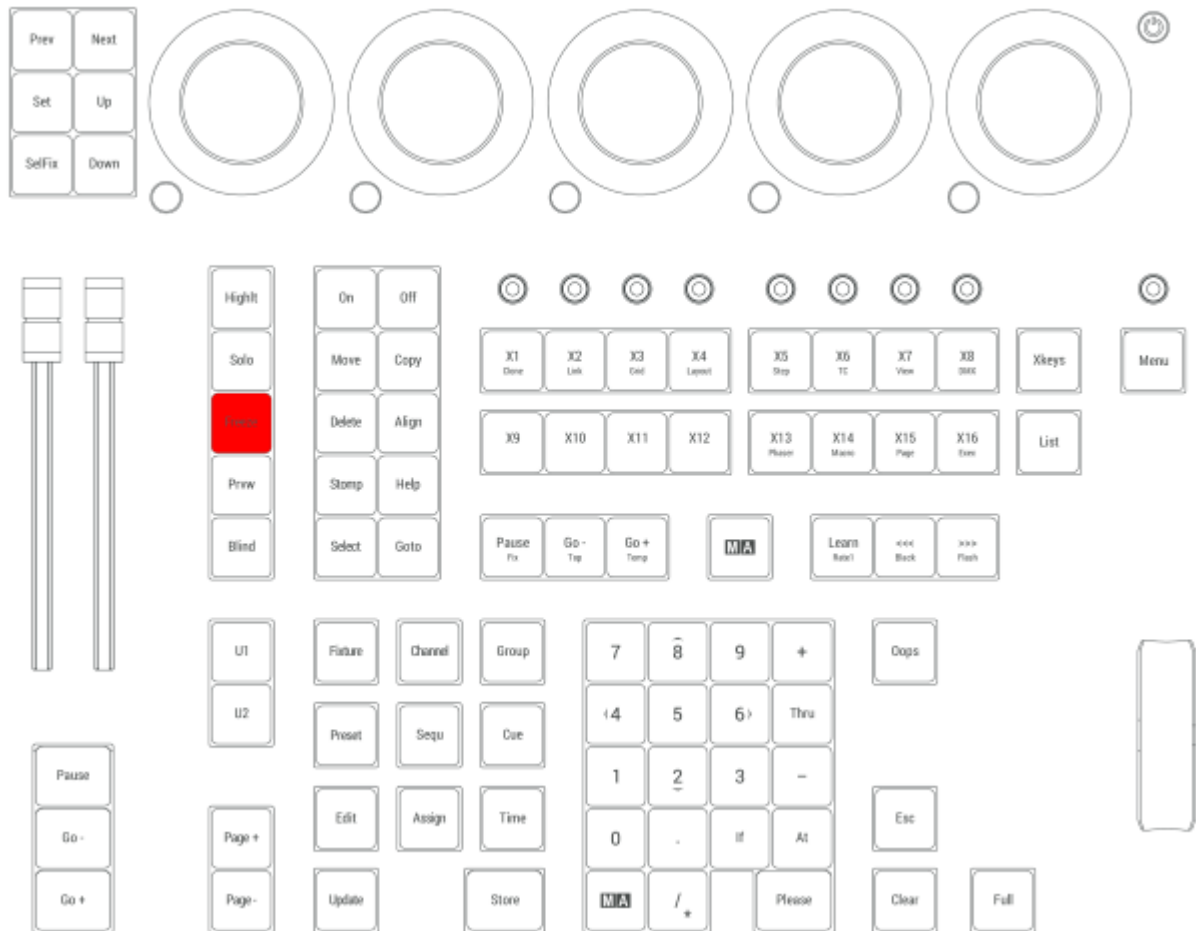 Prev Next
Set Up
SelFix Down
Highlt On Off
Solo Move Copy X1 X2 X3 X4 X5 X6 X7 X8 Xkeys Menu
Done Link Grid Layout Step TC View DMX
Delete Align X9 X10 X11 X12 X13 X14 X15 X16 List
Phaser Macro Page Exec
Prvw Stomp Help
Blind Select Goto Pause Go - Go + MA Learn <<< >>>
Fix Top Temp Rate1 Black Flash
U1 Fixture Channel Group 7 8 9 + Oops
U2 4 5 6 Thru
Preset Sequ Cue
Pause 1 2 3 -
Go - Page + Edit Assign Time 0 . If At Esc
Go + Page - Update Store MA / * Please Clear Full